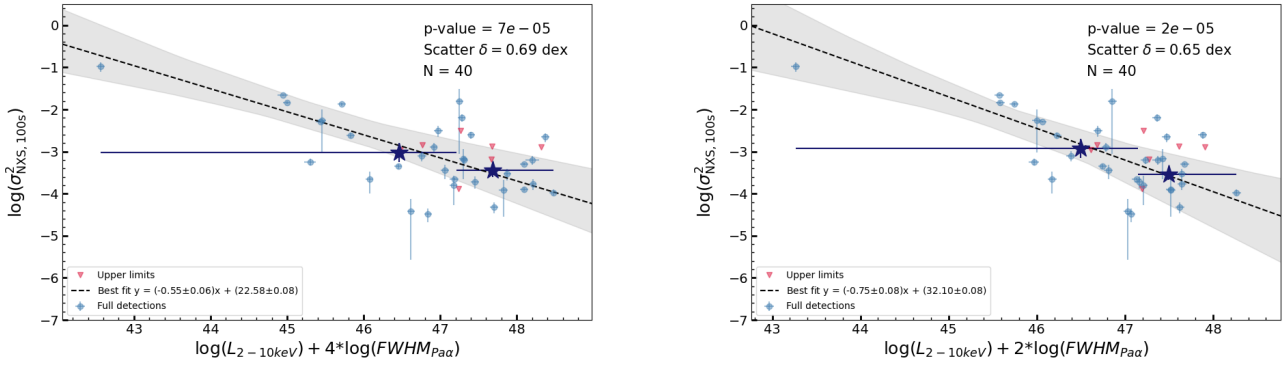 p-value = 7e − 05
Scatter δ = 0.69 dex
N = 40
log(σ²NXS,100s)
0
−1
−2
−3
−4
−5
−6
−7
Upper limits
Best fit y = (-0.55±0.06)x + (22.58±0.08)
Full detections
43 44 45 46 47 48
log(L2−10keV) + 4*log(FWHMPaα)
p-value = 2e − 05
Scatter δ = 0.65 dex
N = 40
log(σ²NXS,100s)
0
−1
−2
−3
−4
−5
−6
−7
Upper limits
Best fit y = (-0.75±0.08)x + (32.10±0.08)
Full detections
43 44 45 46 47 48
log(L2−10keV) + 2*log(FWHMPaα)